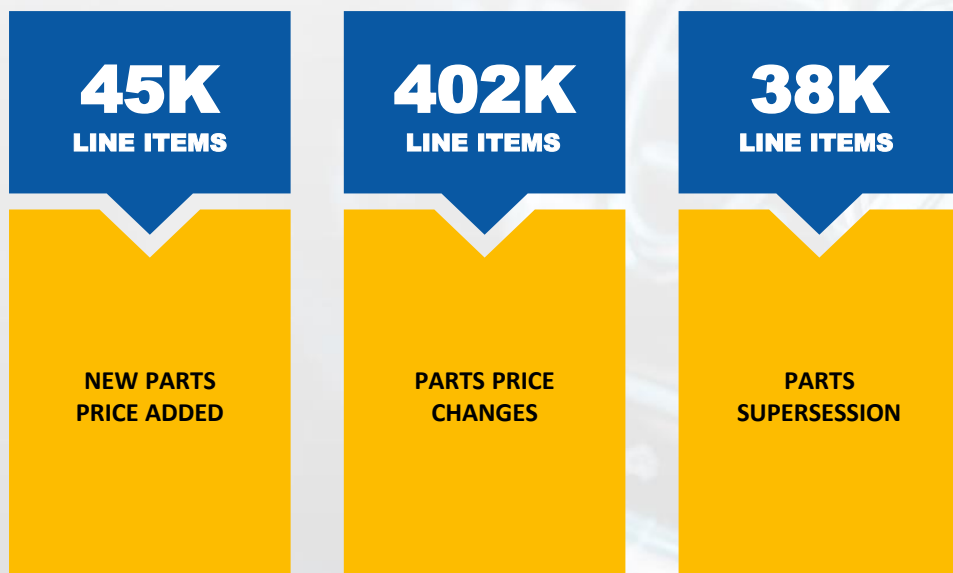 45K
LINE ITEMS
NEW PARTS
PRICE ADDED
402K
LINE ITEMS
PARTS PRICE
CHANGES
38K
LINE ITEMS
PARTS
SUPERSESSION